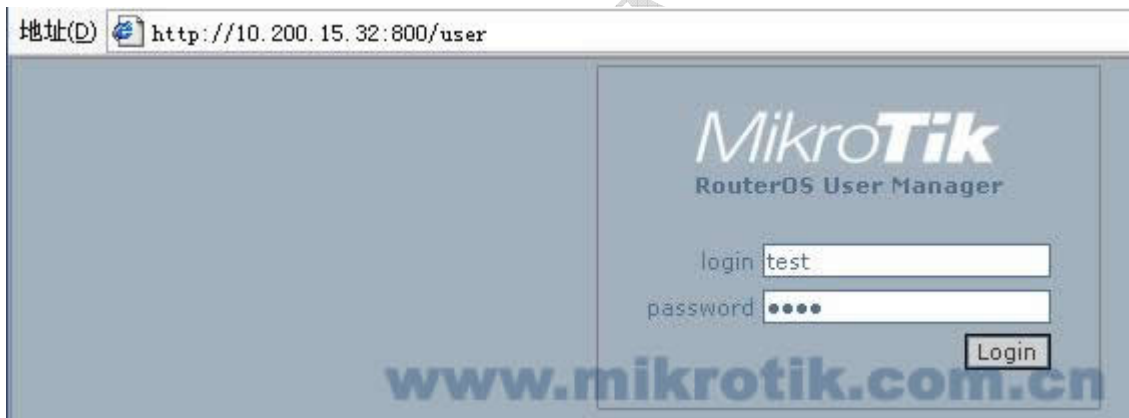 地址(D) http://10.200.15.32:800/user
MikroTik
RouterOS User Manager
login test
password ••••
Login
www.mikrotik.com.cn